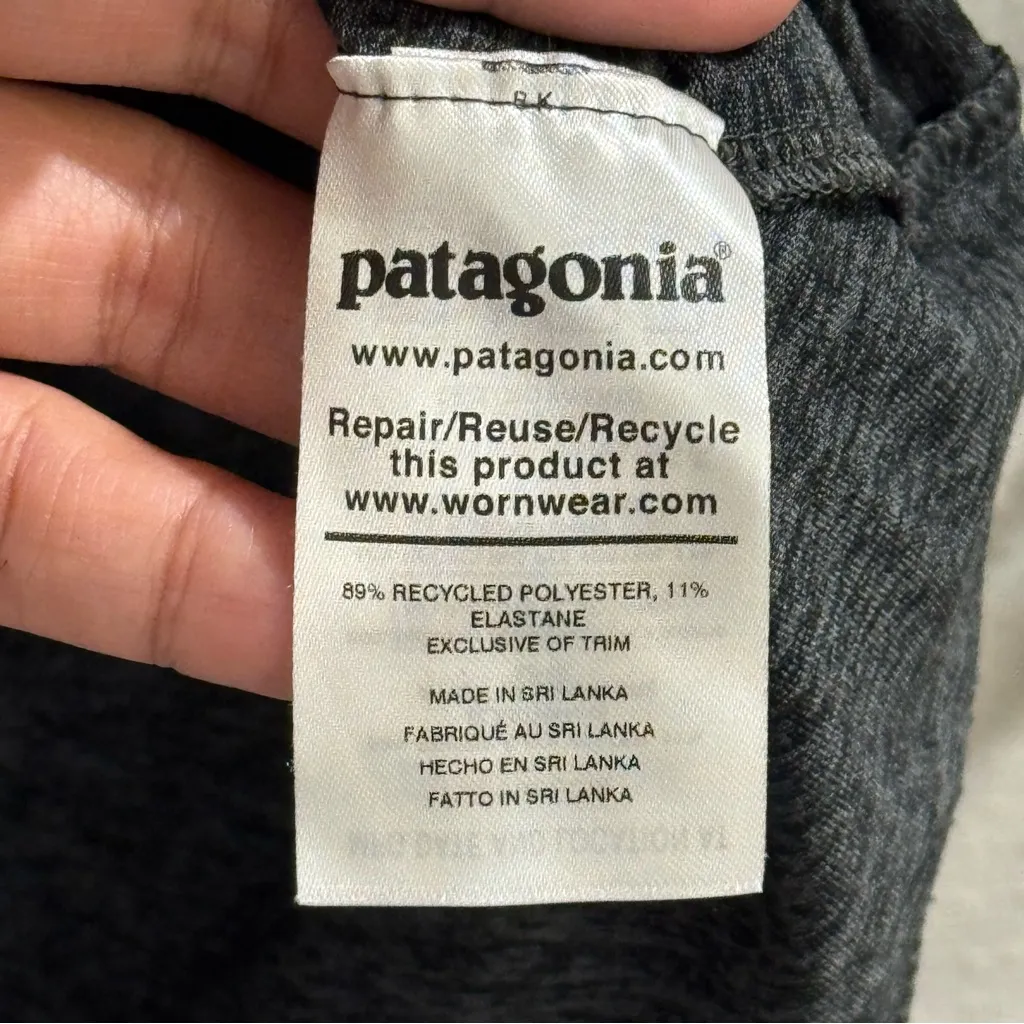 patagonia®
www.patagonia.com
Repair/Reuse/Recycle
this product at
www.wornwear.com
89% RECYCLED POLYESTER, 11%
ELASTANE
EXCLUSIVE OF TRIM
MADE IN SRI LANKA
FABRIQUÉ AU SRI LANKA
HECHO EN SRI LANKA
FATTO IN SRI LANKA